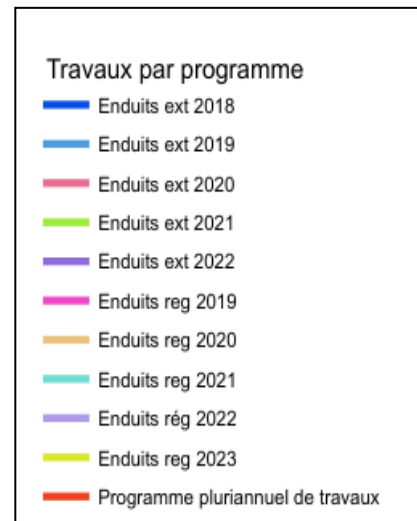 Travaux par programme
Enduits ext 2018
Enduits ext 2019
Enduits ext 2020
Enduits ext 2021
Enduits ext 2022
Enduits reg 2019
Enduits reg 2020
Enduits reg 2021
Enduits rég 2022
Enduits reg 2023
Programme pluriannuel de travaux